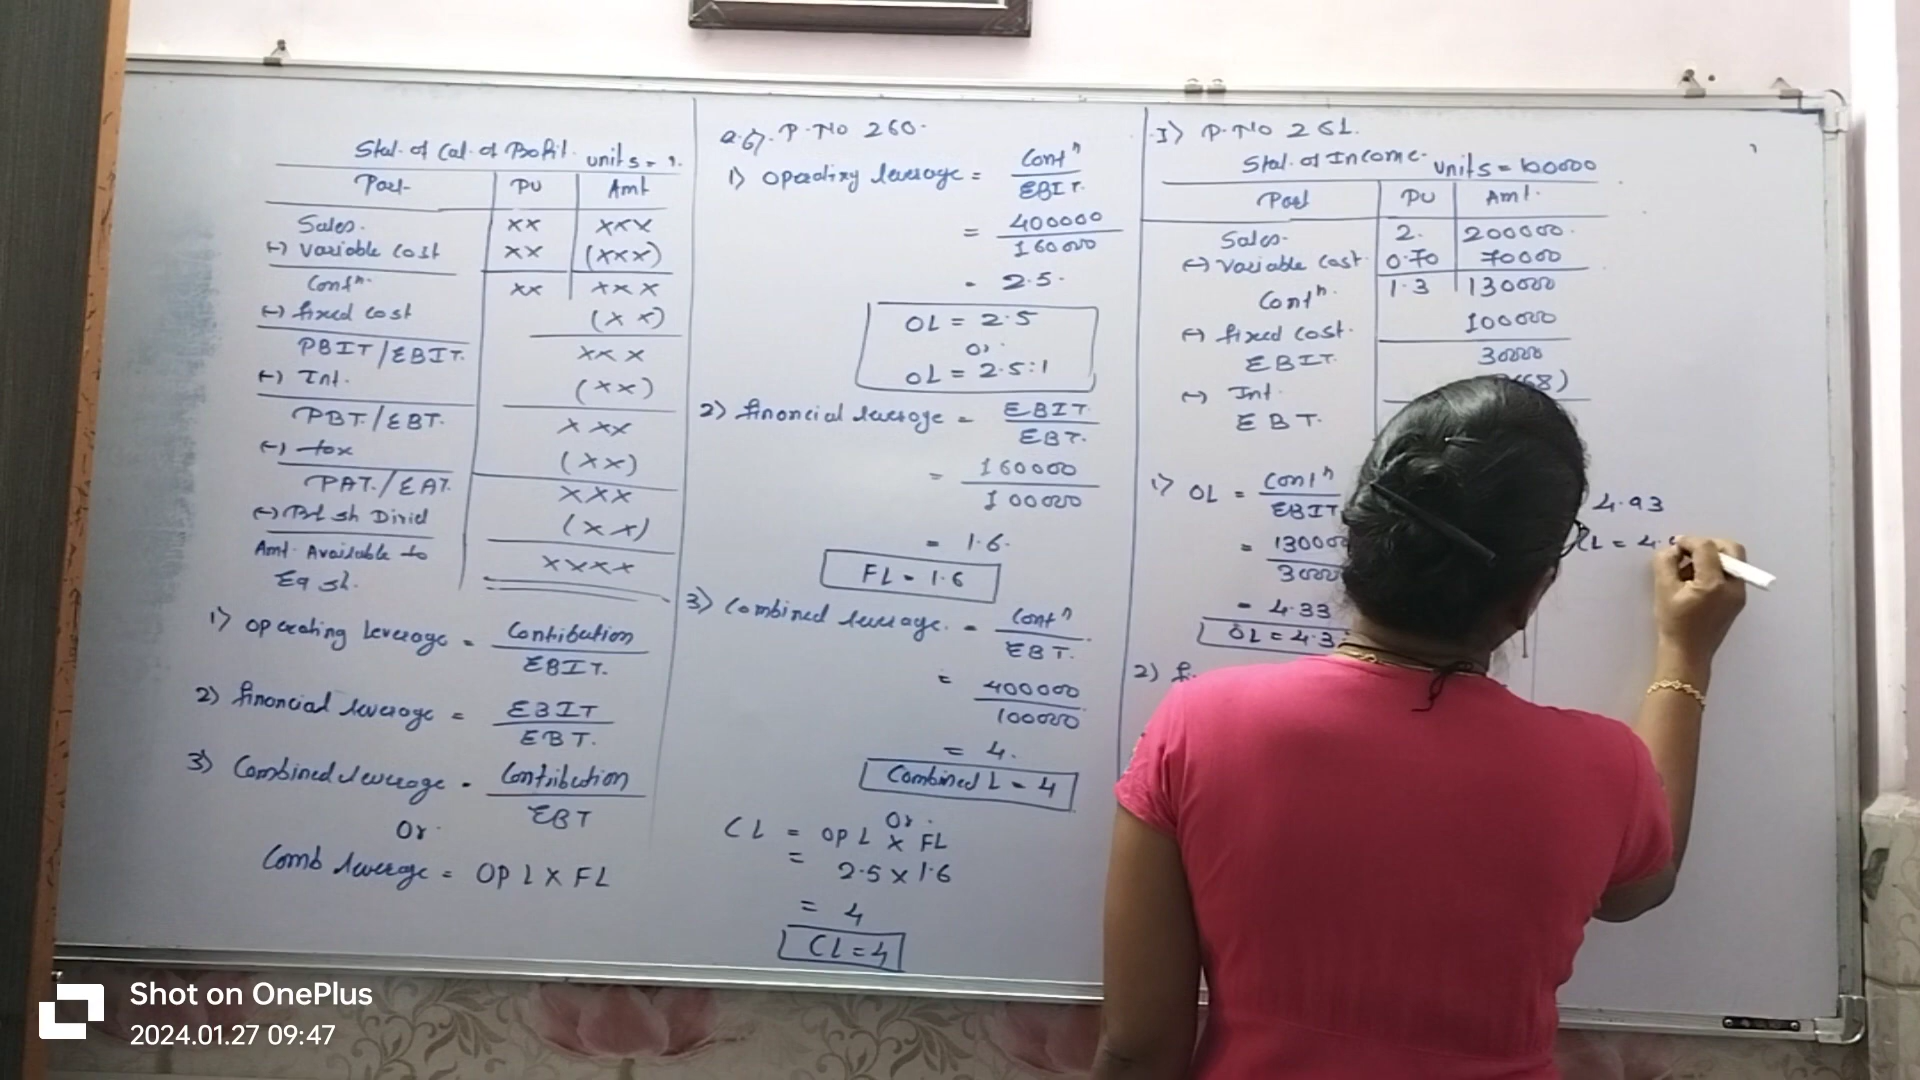 Stat. of Cal. of Profit. units = ?.
Part- PU Amt
Sales. xx xxx
(-) Variable cost xx (xxx)
Contⁿ. xx xxx
(-) fixed cost (xx)
PBIT/EBIT. xxx
(-) Int. (xx)
PBT./EBT. xxx
(-) tax (xx)
PAT./EAT. xxx
(-) sh Divid (xx)
Amt. Available to xxxx
Eq sh.
1) Operating Leverage = Contribution
EBIT.
2) financial leverage = EBIT
EBT.
3) Combined leverage = Contribution
EBT
Or
Comb leverage = OP L X FL
Q.6). P.No 260.
1) Operating leverage = Contⁿ
EBIT.
= 400000
160000
= 2.5.
OL = 2.5
Or
OL = 2.5:1
2) financial leverage = EBIT.
EBT.
= 160000
100000
= 1.6.
FL = 1.6
3) Combined leverage. = Contⁿ
EBT.
= 400000
100000
= 4.
Combined L = 4
Or.
CL = OP L X FL
= 2.5 x 1.6
= 4
CL = 4
I) P.No 261.
Stat. of Income. units = 100000
Part PU Amt.
Sales. 2. 200000.
(-) Variable cost. 0.70 70000
Contⁿ. 1.3 130000
(-) fixed cost. 100000
EBIT. 30000
(-) Int. 68)
EBT.
1) OL = Contⁿ
EBIT
= 130000
30000
= 4.33
OL = 4.3
2) f
4.93
L = 4.9
Shot on OnePlus
2024.01.27 09:47